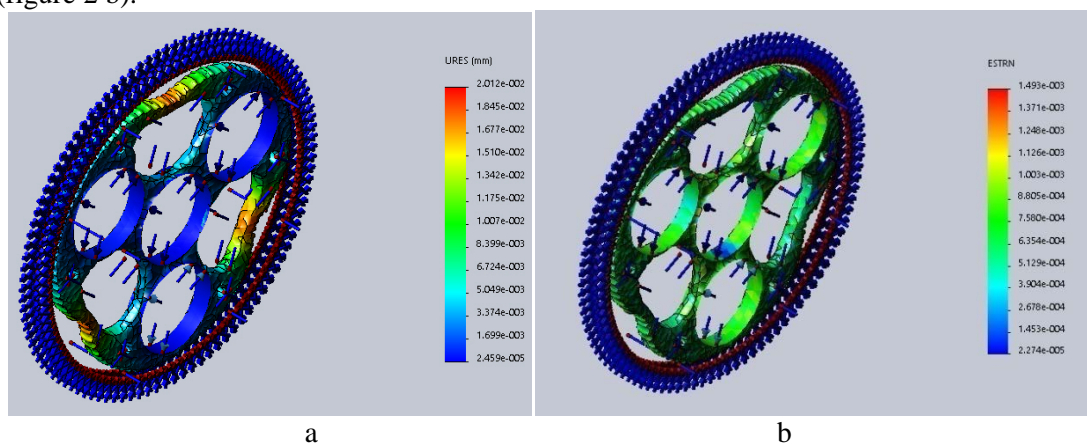 (figure 2 b).
URES (mm)
2.012e-002
1.845e-002
1.677e-002
1.510e-002
1.342e-002
1.175e-002
1.007e-002
8.399e-003
6.724e-003
5.049e-003
3.374e-003
1.699e-003
2.459e-005
ESTRN
1.493e-003
1.371e-003
1.248e-003
1.126e-003
1.003e-003
8.805e-004
7.580e-004
6.354e-004
5.129e-004
3.904e-004
2.678e-004
1.453e-004
2.274e-005
a
b